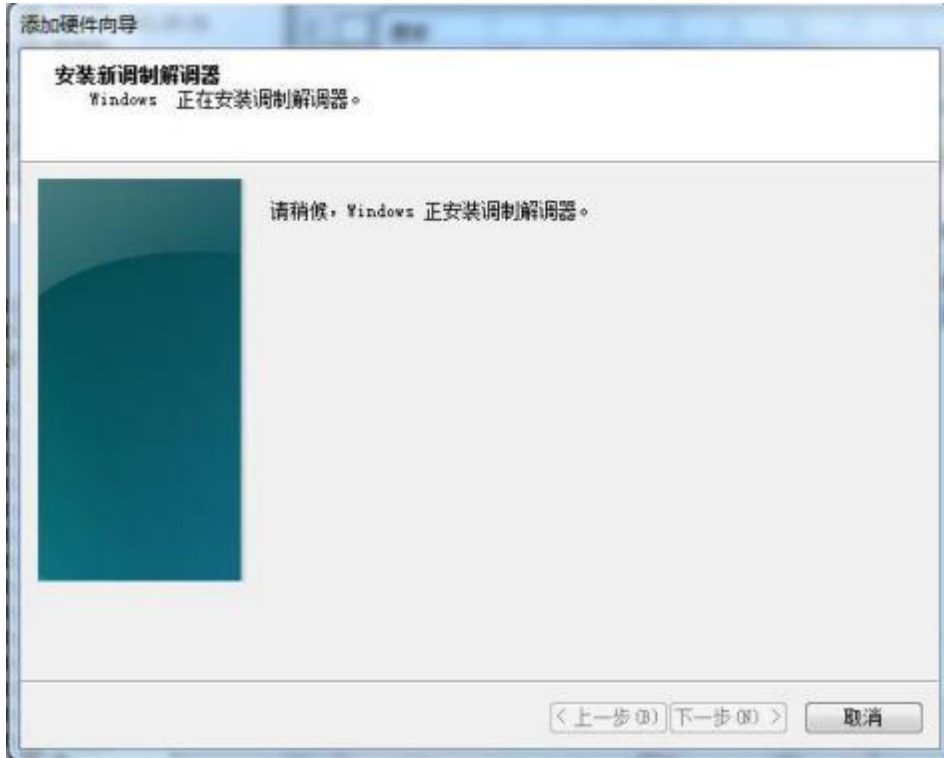 添加硬件向导
安装新调制解调器
Windows 正在安装调制解调器。
请稍候，Windows 正安装调制解调器。
< 上一步(B)
下一步(N) >
取消